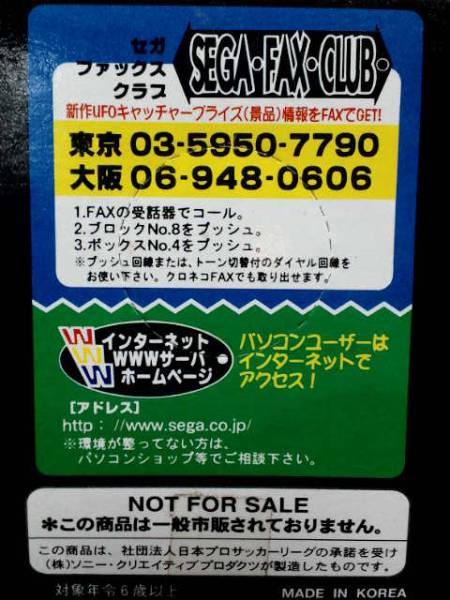 セガ
ファックス
クラブ
SEGA・FAX・CLUB・
新作UFOキャッチャープライズ(景品)情報をFAXでGET!
東京 03-5950-7790
大阪 06-948-0606
1.FAXの受話器でコール。
2.ブロックNo.8をプッシュ。
3.ボックスNo.4をプッシュ。
※プッシュ回線または、トーン切替付のダイヤル回線を
お使い下さい。クロネコFAXでも取り出せます。
WWW
インターネット
WWWサーバ
ホームページ
パソコンユーザーは
インターネットで
アクセス!
[アドレス]
http: //www.sega.co.jp/
※環境が整ってない方は、
パソコンショップ等でご相談下さい。
NOT FOR SALE
*この商品は一般市販されておりません。
この商品は、社団法人日本プロサッカーリーグの承諾を受け
(株)ソニー・クリエイティブプロダクツが製造したものです。
対象年令6歳以上
MADE IN KOREA